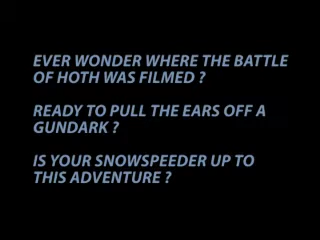 EVER WONDER WHERE THE BATTLE
OF HOTH WAS FILMED ?
READY TO PULL THE EARS OFF A
GUNDARK ?
IS YOUR SNOWSPEEDER UP TO
THIS ADVENTURE ?